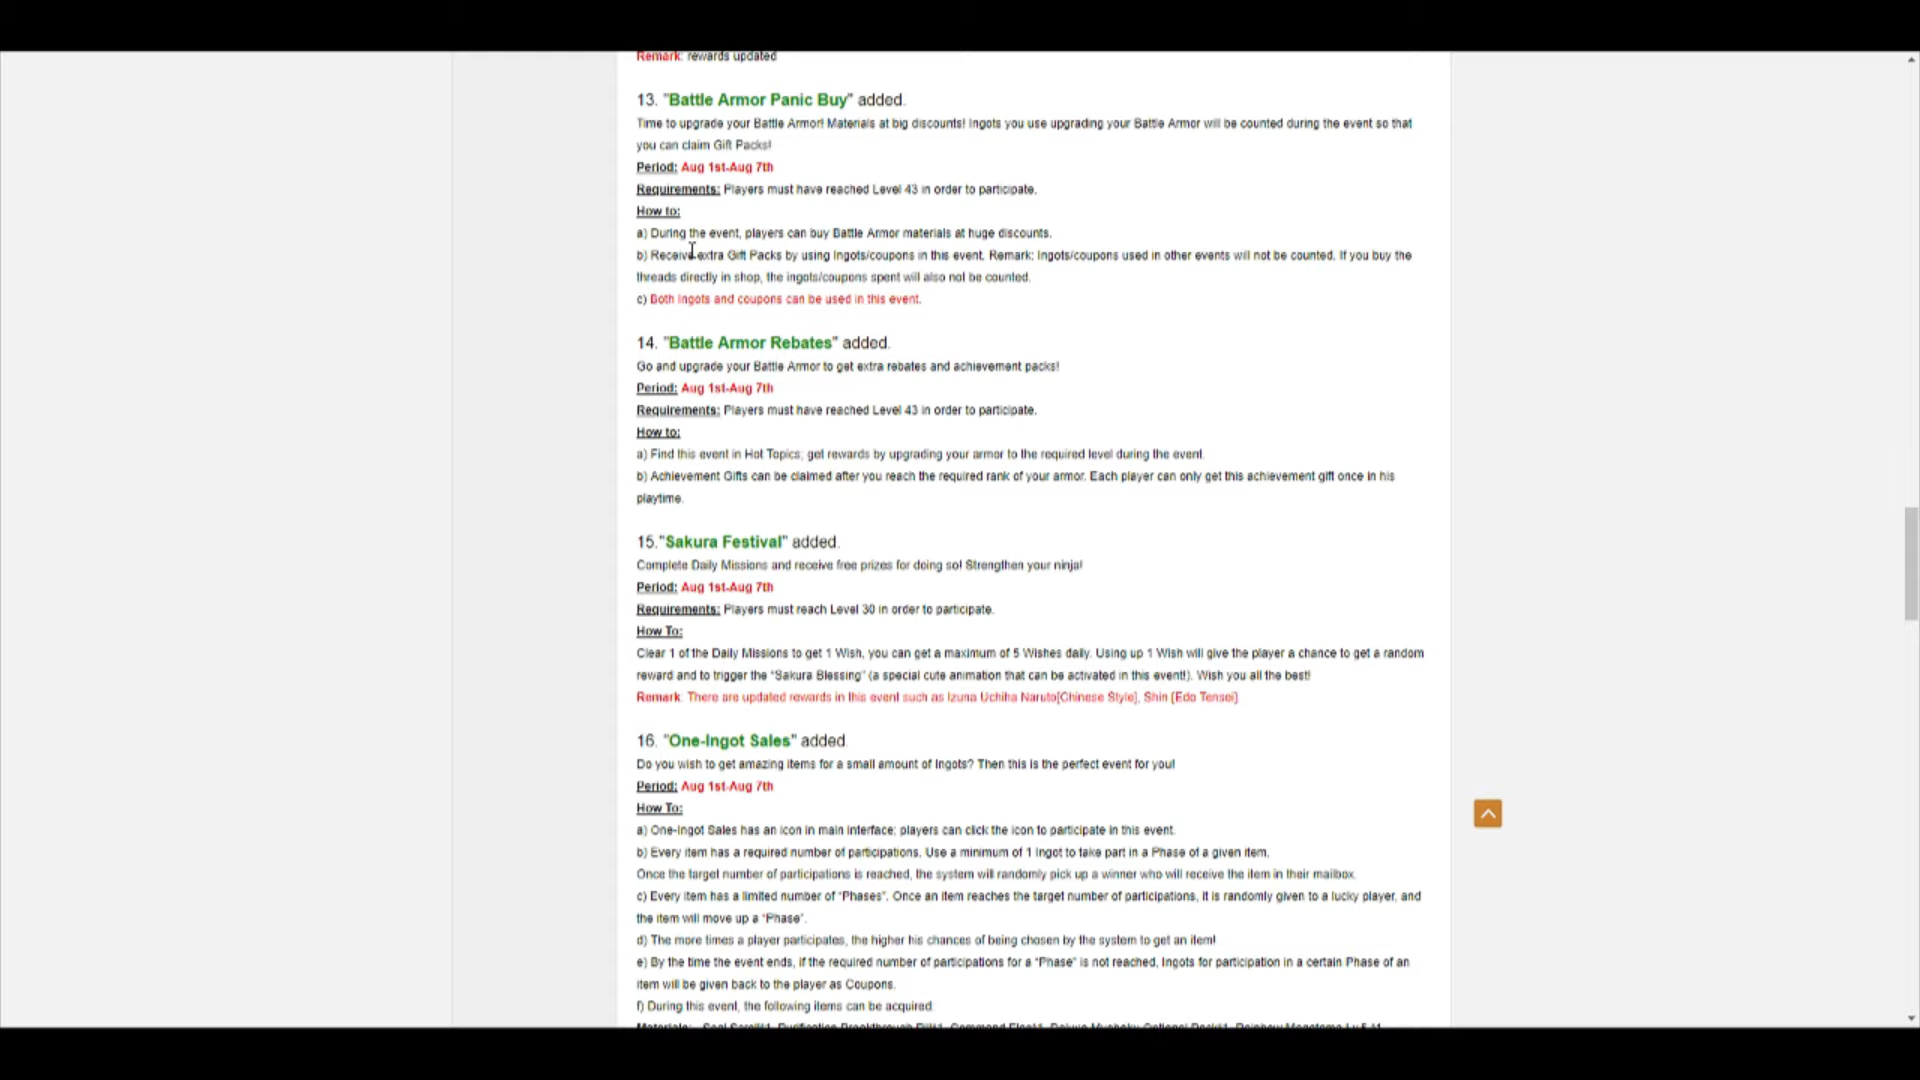 Remark: rewards updated
13. "Battle Armor Panic Buy" added.
Time to upgrade your Battle Armor! Materials at big discounts! Ingots you use upgrading your Battle Armor will be counted during the event so that
you can claim Gift Packs!
Period: Aug 1st-Aug 7th
Requirements: Players must have reached Level 43 in order to participate.
How to:
a) During the event, players can buy Battle Armor materials at huge discounts.
b) Receive extra Gift Packs by using Ingots/coupons in this event. Remark: Ingots/coupons used in other events will not be counted. If you buy the
threads directly in shop, the ingots/coupons spent will also not be counted.
c) Both Ingots and coupons can be used in this event.
14. "Battle Armor Rebates" added.
Go and upgrade your Battle Armor to get extra rebates and achievement packs!
Period: Aug 1st-Aug 7th
Requirements: Players must have reached Level 43 in order to participate.
How to:
a) Find this event in Hot Topics; get rewards by upgrading your armor to the required level during the event.
b) Achievement Gifts can be claimed after you reach the required rank of your armor. Each player can only get this achievement gift once in his
playtime.
15."Sakura Festival" added.
Complete Daily Missions and receive free prizes for doing so! Strengthen your ninja!
Period: Aug 1st-Aug 7th
Requirements: Players must reach Level 30 in order to participate.
How To:
Clear 1 of the Daily Missions to get 1 Wish, you can get a maximum of 5 Wishes daily. Using up 1 Wish will give the player a chance to get a random
reward and to trigger the "Sakura Blessing" (a special cute animation that can be activated in this event!). Wish you all the best!
Remark: There are updated rewards in this event such as Izuna Uchiha Naruto[Chinese Style], Shin [Edo Tensei]
16. "One-Ingot Sales" added.
Do you wish to get amazing items for a small amount of Ingots? Then this is the perfect event for you!
Period: Aug 1st-Aug 7th
How To:
a) One-Ingot Sales has an icon in main interface; players can click the icon to participate in this event.
b) Every item has a required number of participations. Use a minimum of 1 Ingot to take part in a Phase of a given item.
Once the target number of participations is reached, the system will randomly pick up a winner who will receive the item in their mailbox.
c) Every item has a limited number of "Phases". Once an item reaches the target number of participations, it is randomly given to a lucky player, and
the item will move up a "Phase".
d) The more times a player participates, the higher his chances of being chosen by the system to get an item!
e) By the time the event ends, if the required number of participations for a "Phase" is not reached, Ingots for participation in a certain Phase of an
item will be given back to the player as Coupons.
f) During this event, the following items can be acquired
Materials: